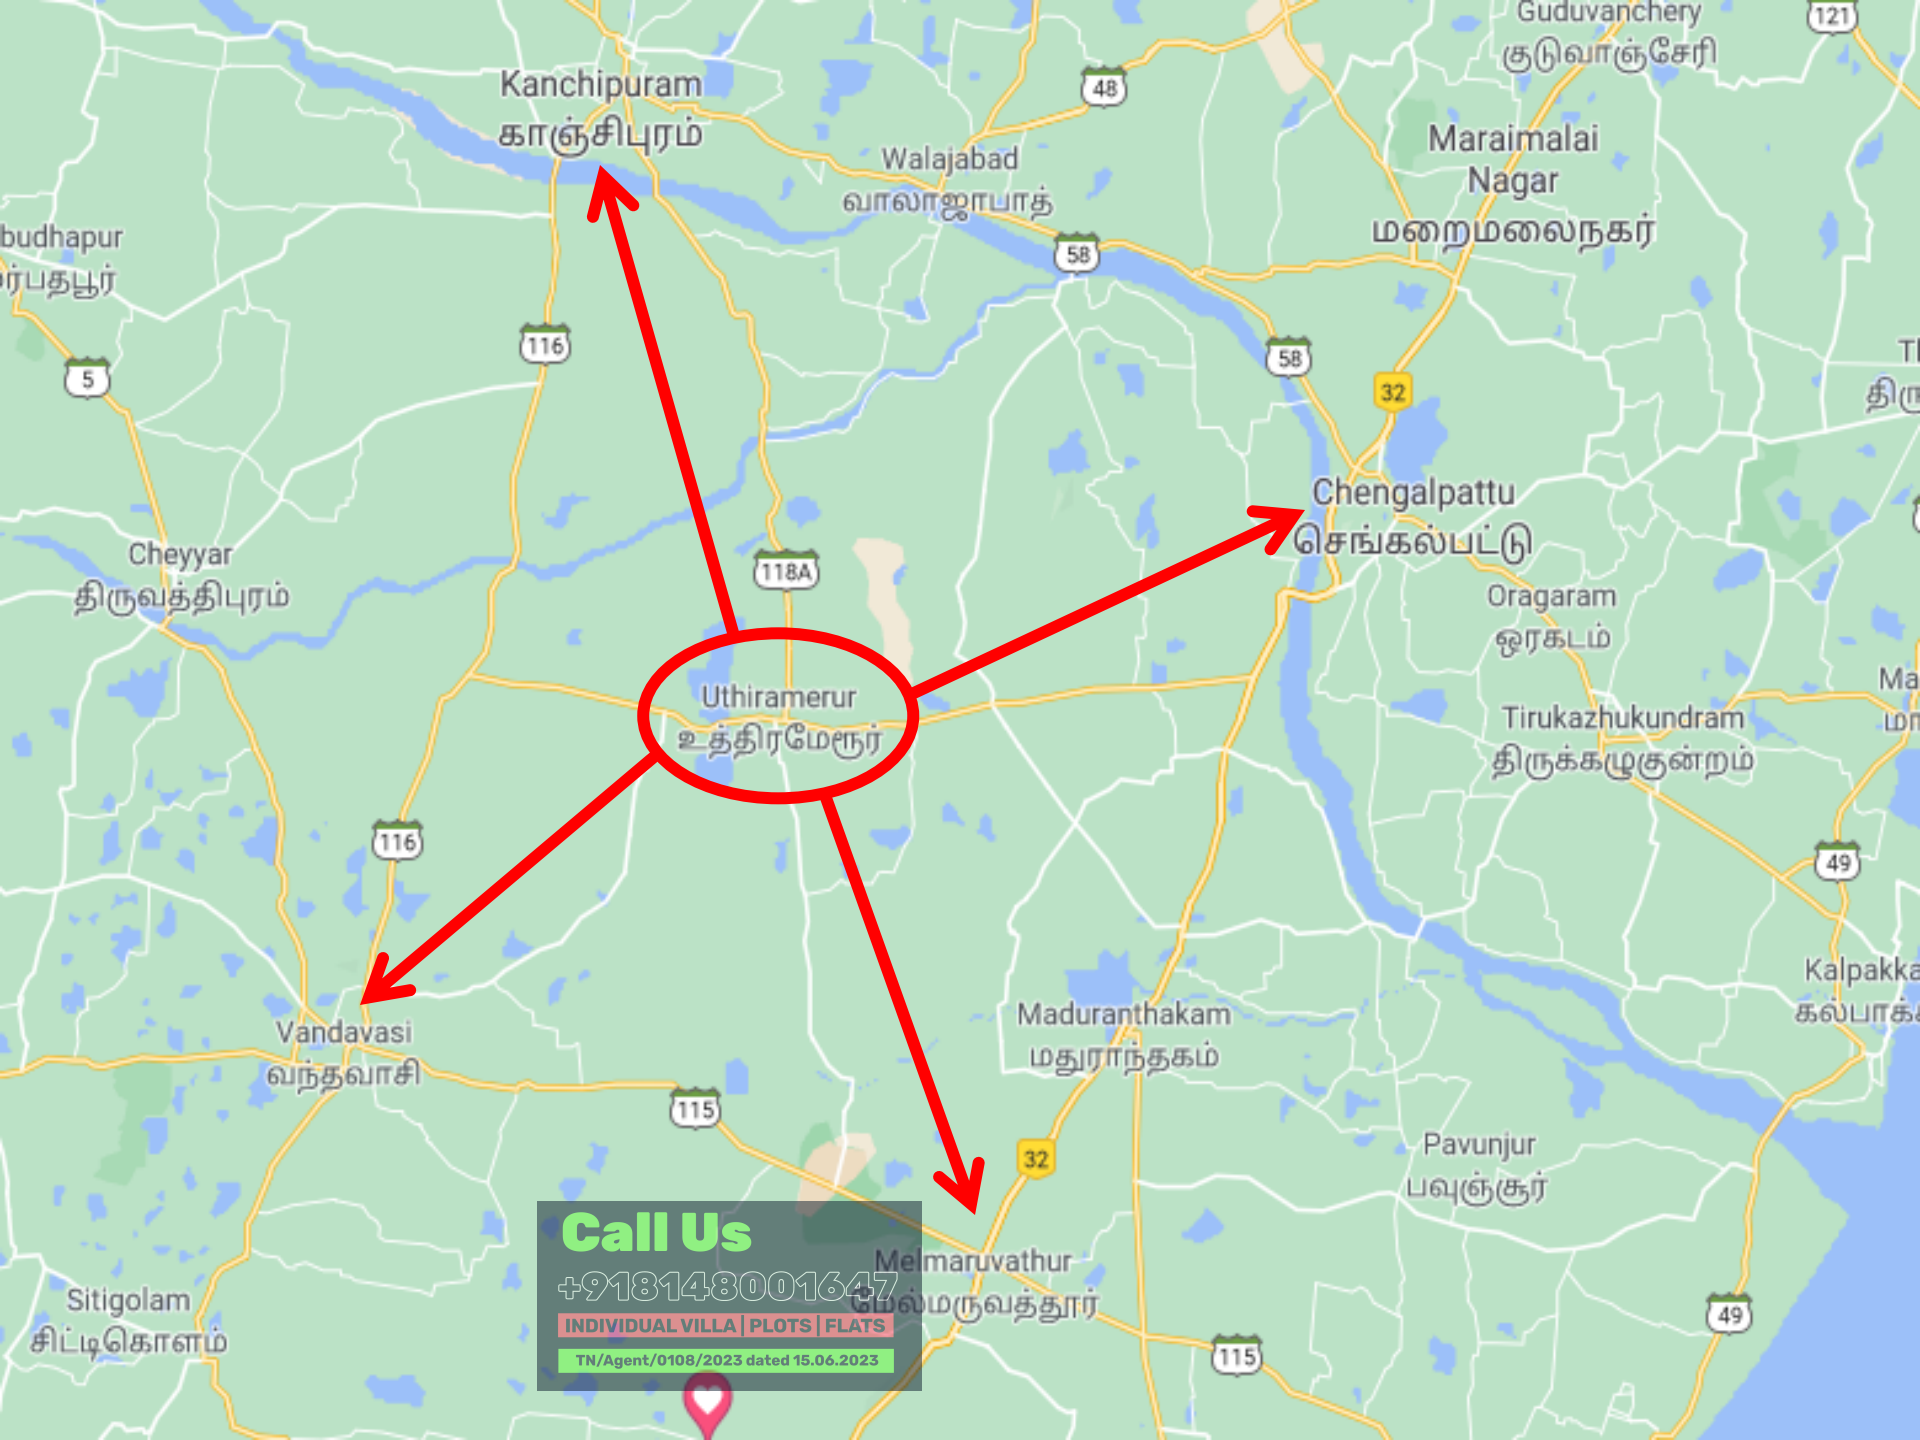 Guduvanchery
குடுவாஞ்சேரி
121
Kanchipuram
காஞ்சிபுரம்
48
Maraimalai
Nagar
மறைமலைநகர்
Walajabad
வாலாஜாபாத்
budhapur
ர்பதபூர்
58
116
58
5
32
Chengalpattu
செங்கல்பட்டு
Cheyyar
திருவத்திபுரம்
118A
Oragaram
ஒரகடம்
Uthiramerur
உத்திரமேரூர்
Ma
மா
Tirukazhukundram
திருக்கழுகுன்றம்
116
49
Kalpakka
கல்பாக்க
Maduranthakam
மதுராந்தகம்
Vandavasi
வந்தவாசி
115
32
Pavunjur
பவுஞ்சூர்
Call Us
+918148001647
INDIVIDUAL VILLA | PLOTS | FLATS
TN/Agent/0108/2023 dated 15.06.2023
Melmaruvathur
மேல்மருவத்தூர்
Sitigolam
சிட்டிகொளம்
49
115